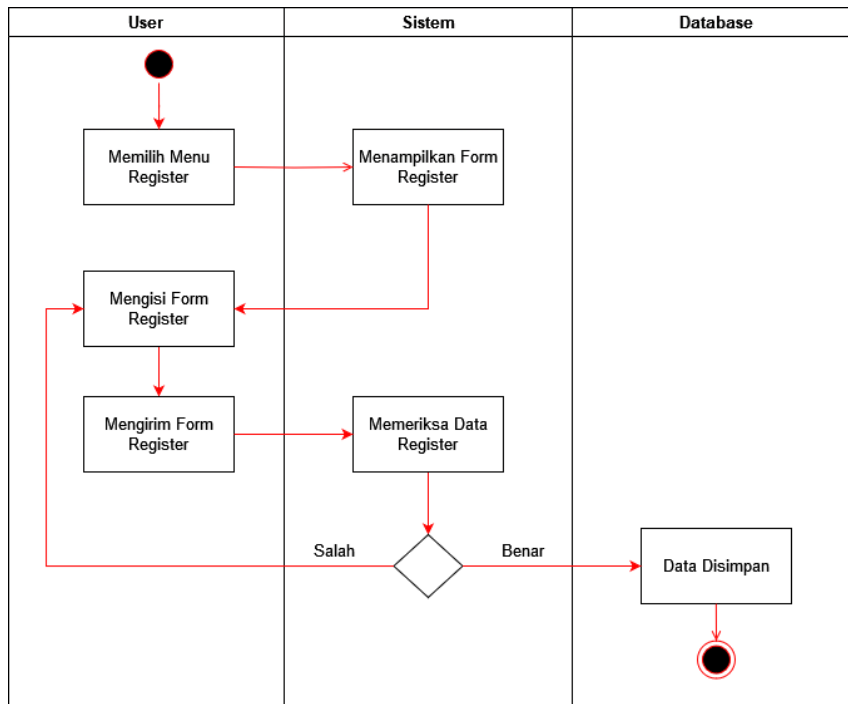 User
Sistem
Database
Memilih Menu
Register
Menampilkan Form
Register
Mengisi Form
Register
Mengirim Form
Register
Memeriksa Data
Register
Salah
Benar
Data Disimpan